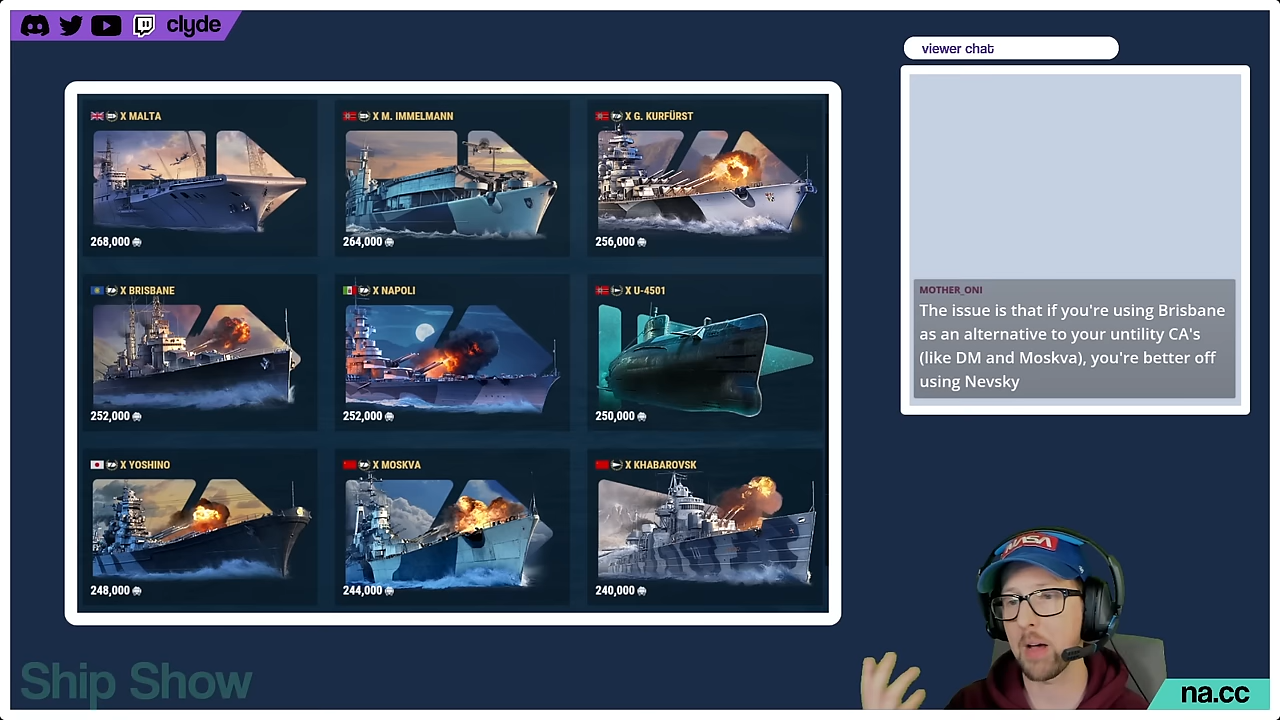 clyde
viewer chat
X MALTA
268,000
X M. IMMELMANN
264,000
X G. KURFÜRST
256,000
X BRISBANE
252,000
X NAPOLI
252,000
X U-4501
250,000
X YOSHINO
248,000
X MOSKVA
244,000
X KHABAROVSK
240,000
MOTHER_ONI
The issue is that if you're using Brisbane
as an alternative to your untility CA's
(like DM and Moskva), you're better off
using Nevsky
NASA
Ship Show
na.cc